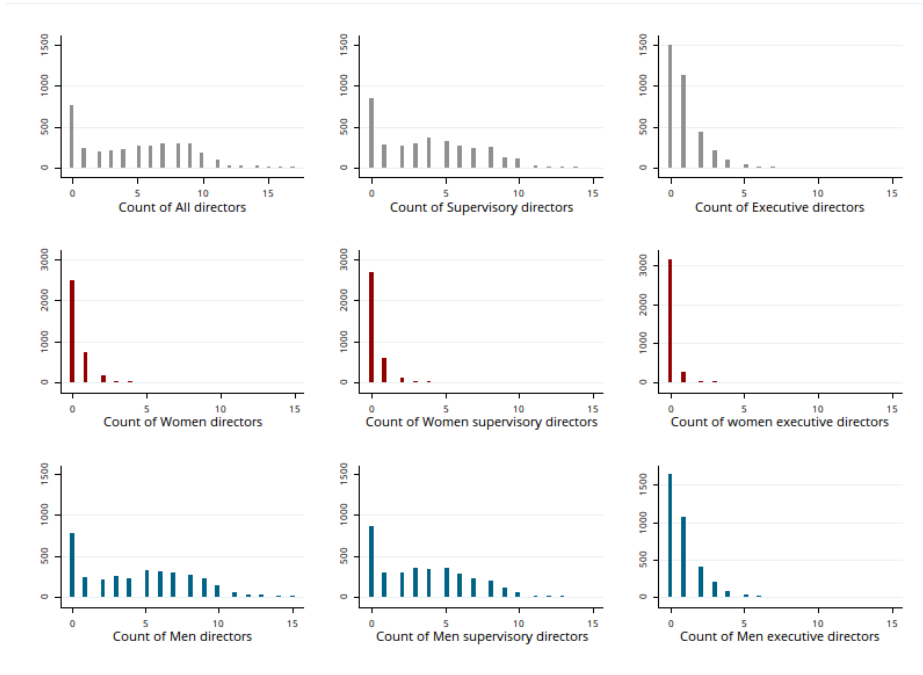 1500
1000
500
0
0 5 10 15
Count of All directors
1500
1000
500
0
0 5 10 15
Count of Supervisory directors
1500
1000
500
0
0 5 10 15
Count of Executive directors
3000
2000
1000
0
0 5 10 15
Count of Women directors
3000
2000
1000
0
0 5 10 15
Count of Women supervisory directors
3000
2000
1000
0
0 5 10 15
Count of women executive directors
1500
1000
500
0
0 5 10 15
Count of Men directors
1500
1000
500
0
0 5 10 15
Count of Men supervisory directors
1500
1000
500
0
0 5 10 15
Count of Men executive directors